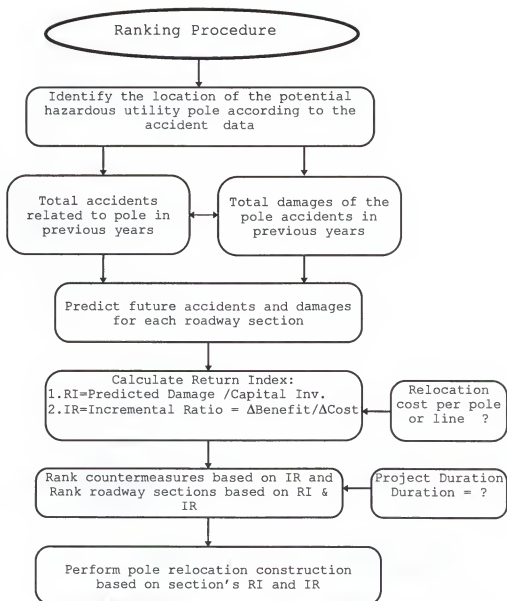 Ranking Procedure
Identify the location of the potential
hazardous utility pole according to the
accident data
Total accidents
related to pole in
previous years
Total damages of the
pole accidents in
previous years
Predict future accidents and damages
for each roadway section
Calculate Return Index:
1.RI=Predicted Damage /Capital Inv.
2.IR=Incremental Ratio = ΔBenefit/ΔCost
Relocation
cost per pole
or line ?
Rank countermeasures based on IR and
Rank roadway sections based on RI &
IR
Project Duration
Duration = ?
Perform pole relocation construction
based on section's RI and IR